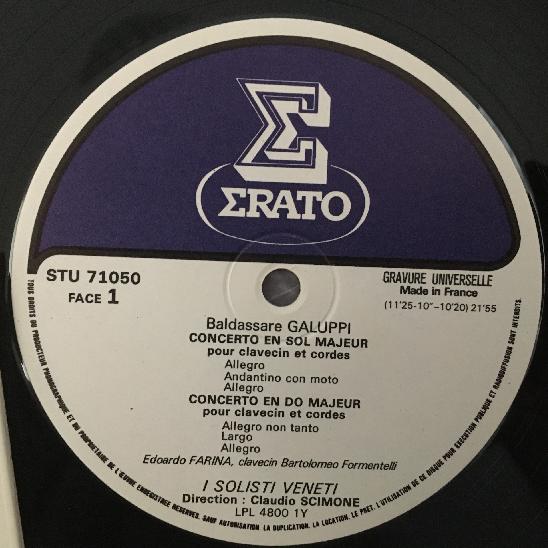 ΣRATO
STU 71050
FACE 1
GRAVURE UNIVERSELLE
Made in France
(11'25-10"-10'20) 21'55
Baldassare GALUPPI
CONCERTO EN SOL MAJEUR
pour clavecin et cordes
Allegro
Andantino con moto
Allegro
CONCERTO EN DO MAJEUR
pour clavecin et cordes
Allegro non tanto
Largo
Allegro
Edoardo FARINA, clavecin Bartolomeo Formentelli
I SOLISTI VENETI
Direction : Claudio SCIMONE
LPL 4800 1Y
TOUS DROITS DU PRODUCTEUR PHONOGRAPHIQUE ET DU PROPRIETAIRE DE L'ŒUVRE ENREGISTREE RESERVES. SAUF AUTORISATION LA DUPLICATION, LA LOCATION, LE PRET, L'UTILISATION DE CE DISQUE POUR EXECUTION PUBLIQUE ET RADIODIFFUSION SONT INTERDITS.